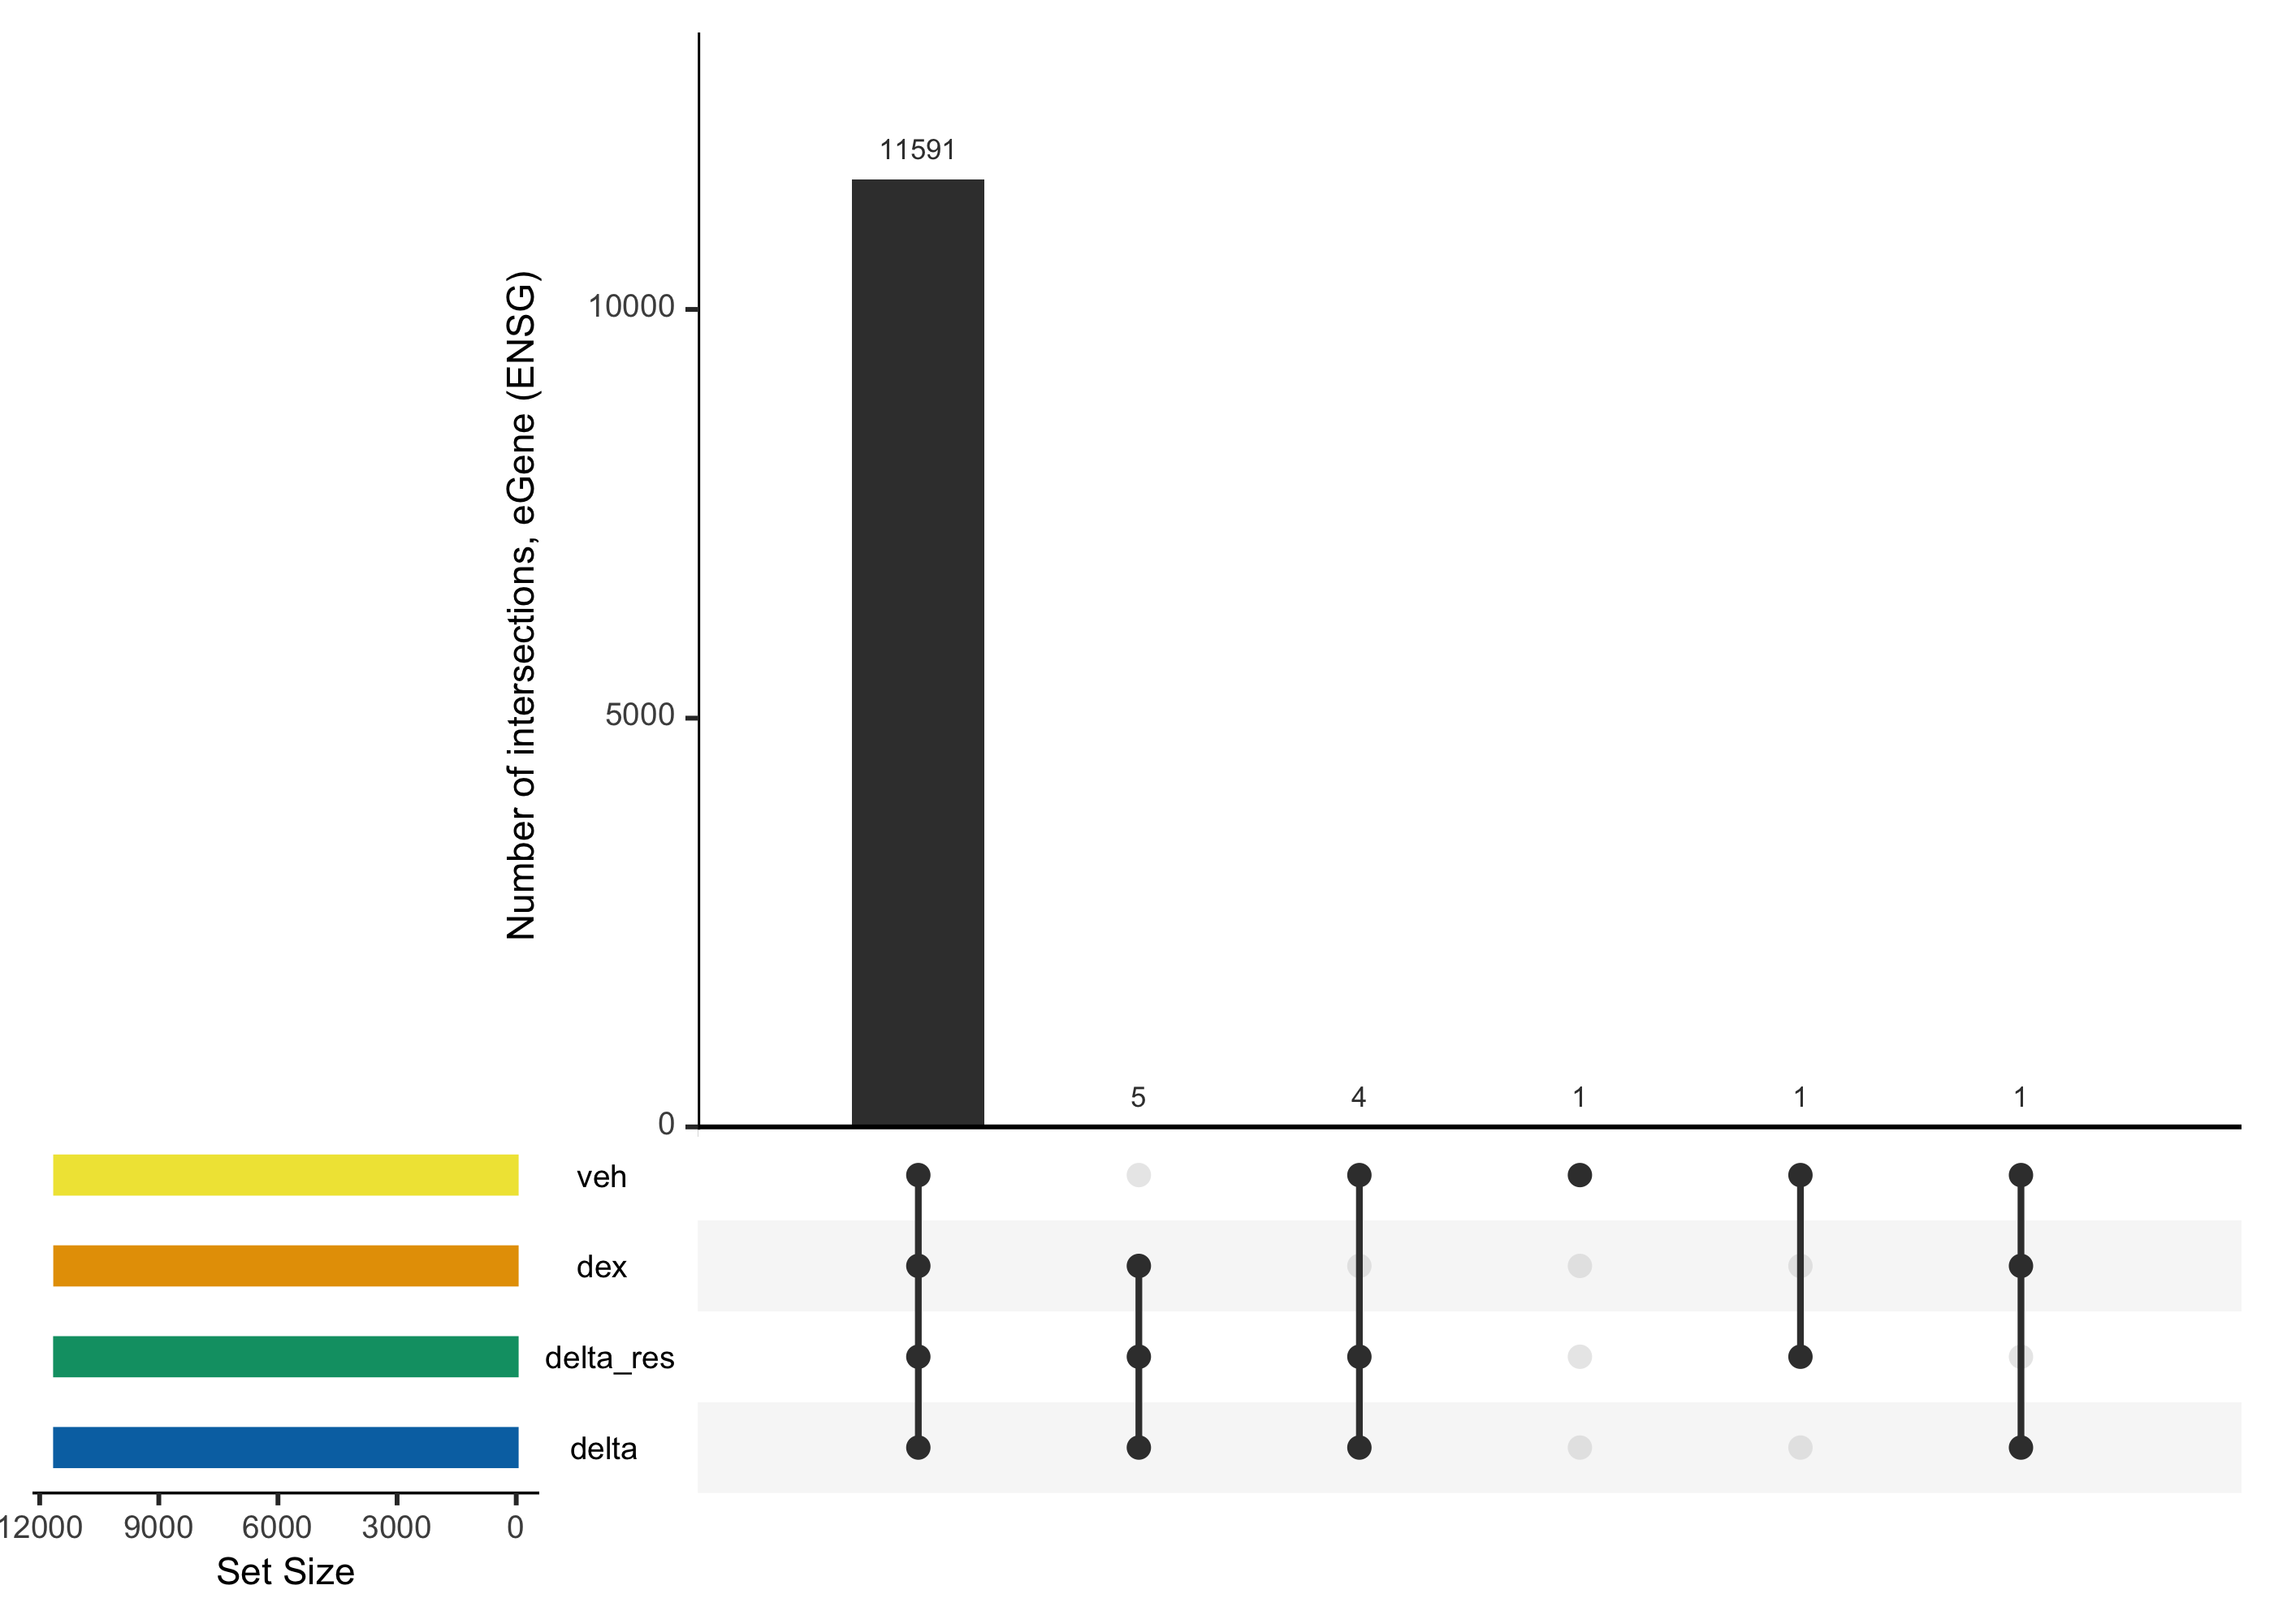 11591
Number of intersections, eGene (ENSG)
10000
5000
0
5 4 1 1 1
veh
dex
delta_res
delta
12000 9000 6000 3000 0
Set Size